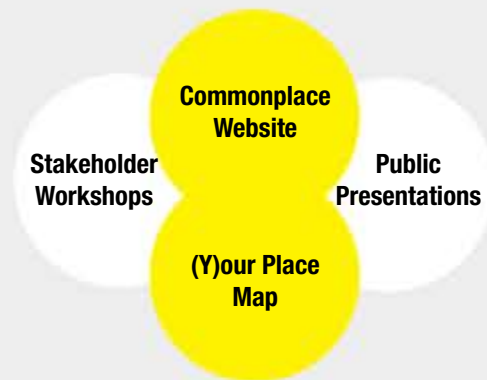 Commonplace
Website
Stakeholder
Workshops
Public
Presentations
(Y)our Place
Map